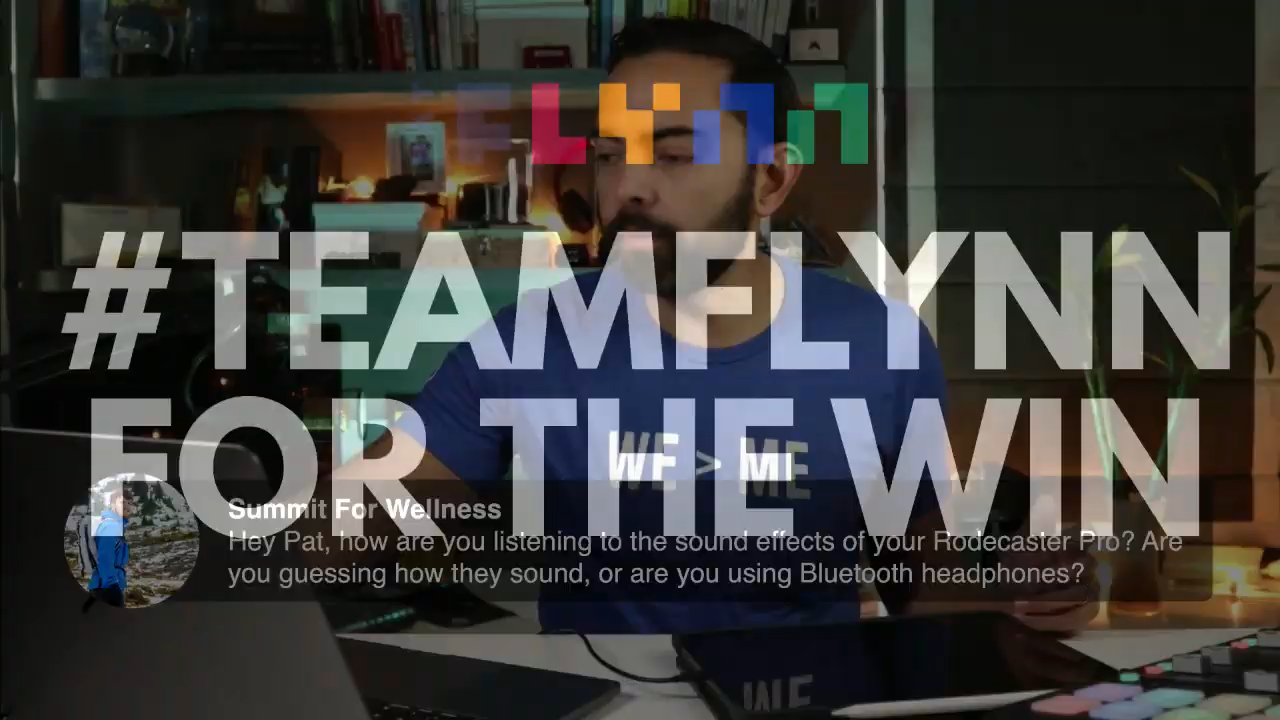 FLYNN
#TEAMFLYNN
FOR THE WIN
WE > ME
Summit For Wellness
Hey Pat, how are you listening to the sound effects of your Rodecaster Pro? Are
you guessing how they sound, or are you using Bluetooth headphones?